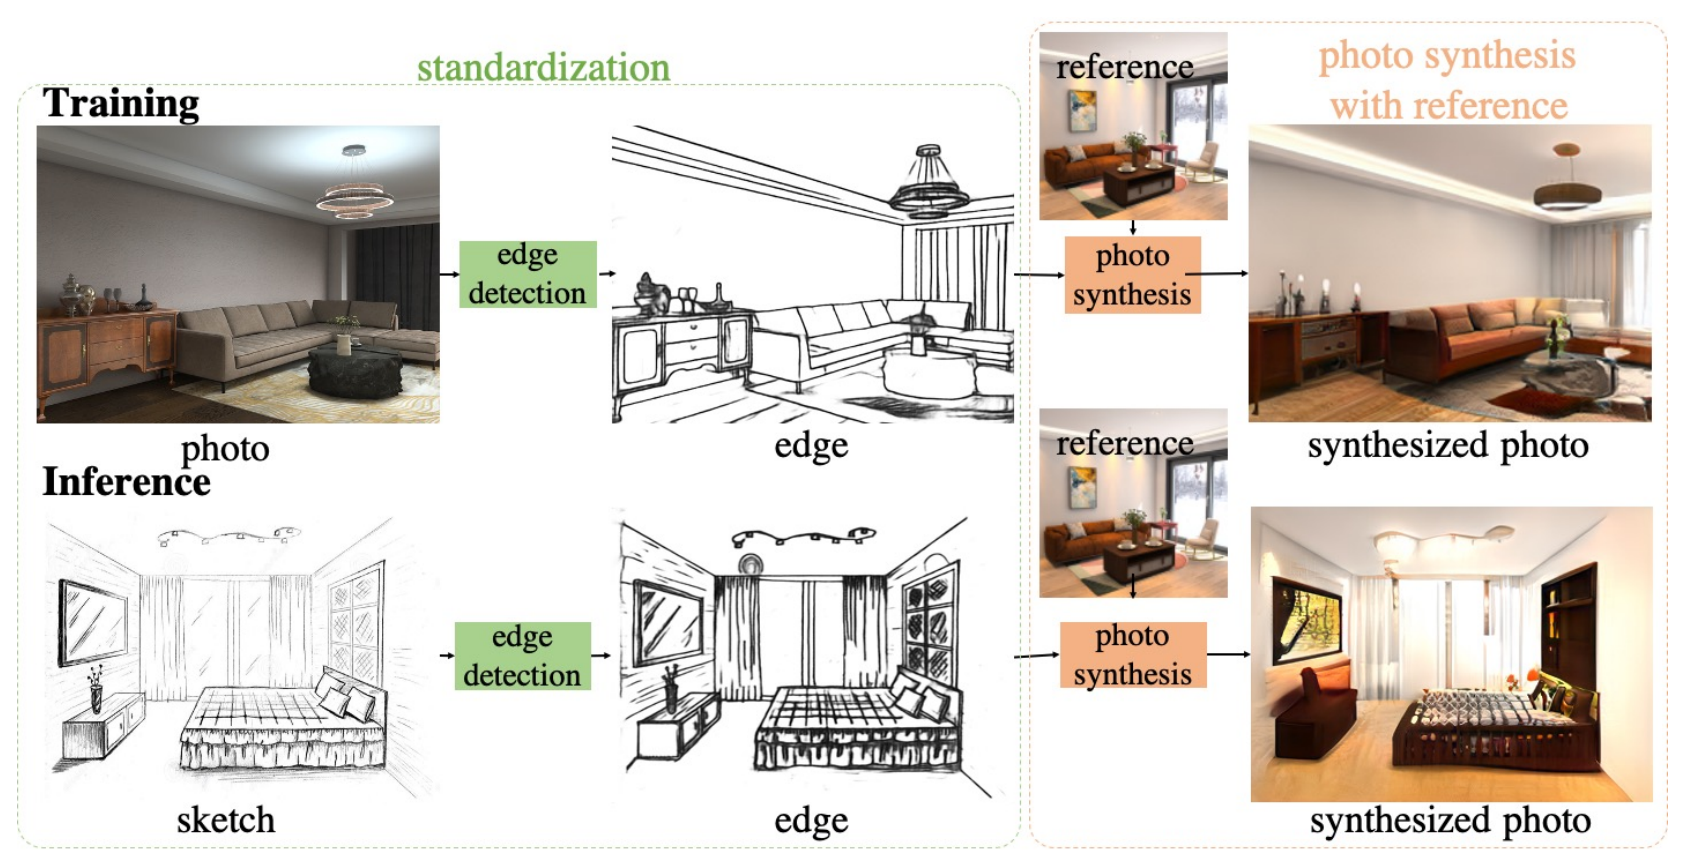 standardization
Training
photo
edge
detection
edge
reference
photo
synthesis
photo synthesis
with reference
synthesized photo
Inference
sketch
edge
detection
edge
reference
photo
synthesis
synthesized photo